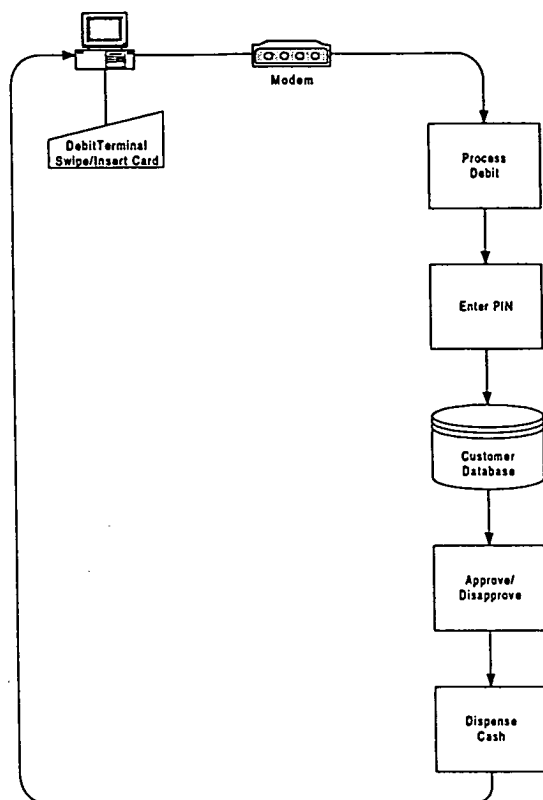 Modem
DebitTerminal
Swipe/Insert Card
Process
Debit
Enter PIN
Customer
Database
Approve/
Disapprove
Dispense
Cash